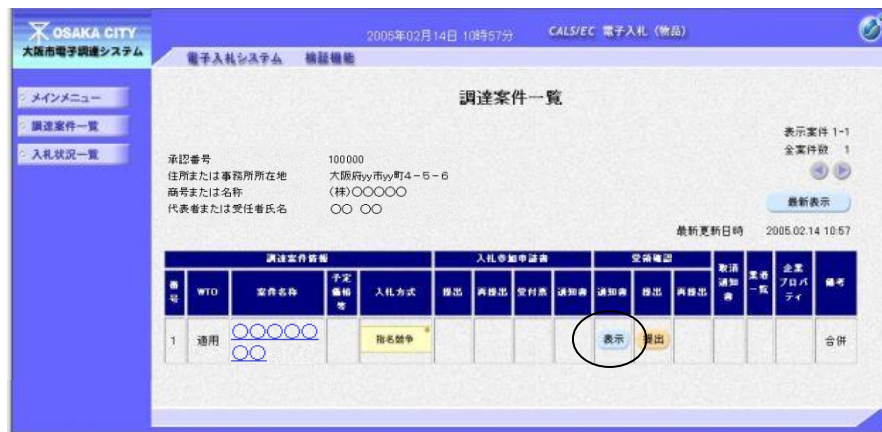 OSAKA CITY
大阪市電子調達システム
2005年02月14日 10時57分
CALS/EC 電子入札（物品）
電子入札システム 検証機能
メインメニュー
調達案件一覧
入札状況一覧
調達案件一覧
表示案件 1-1
全案件数 1
承認番号 100000
住所または事務所所在地 大阪府yy市yy町4-5-6
商号または名称 (株)○○○○○
代表者または受任者氏名 ○○ ○○
最新表示
最新更新日時 2005.02.14 10:57
調達案件情報 入札参加申請書 受領確認 取消通知書 業者一覧 企業プロパティ 備考
番号 WTO 案件名称 予定価格等 入札方式 提出 再提出 受付票 通知書 通知書 提出 再提出
1 適用 ○○○○○○○ 指名競争 表示 提出 合併